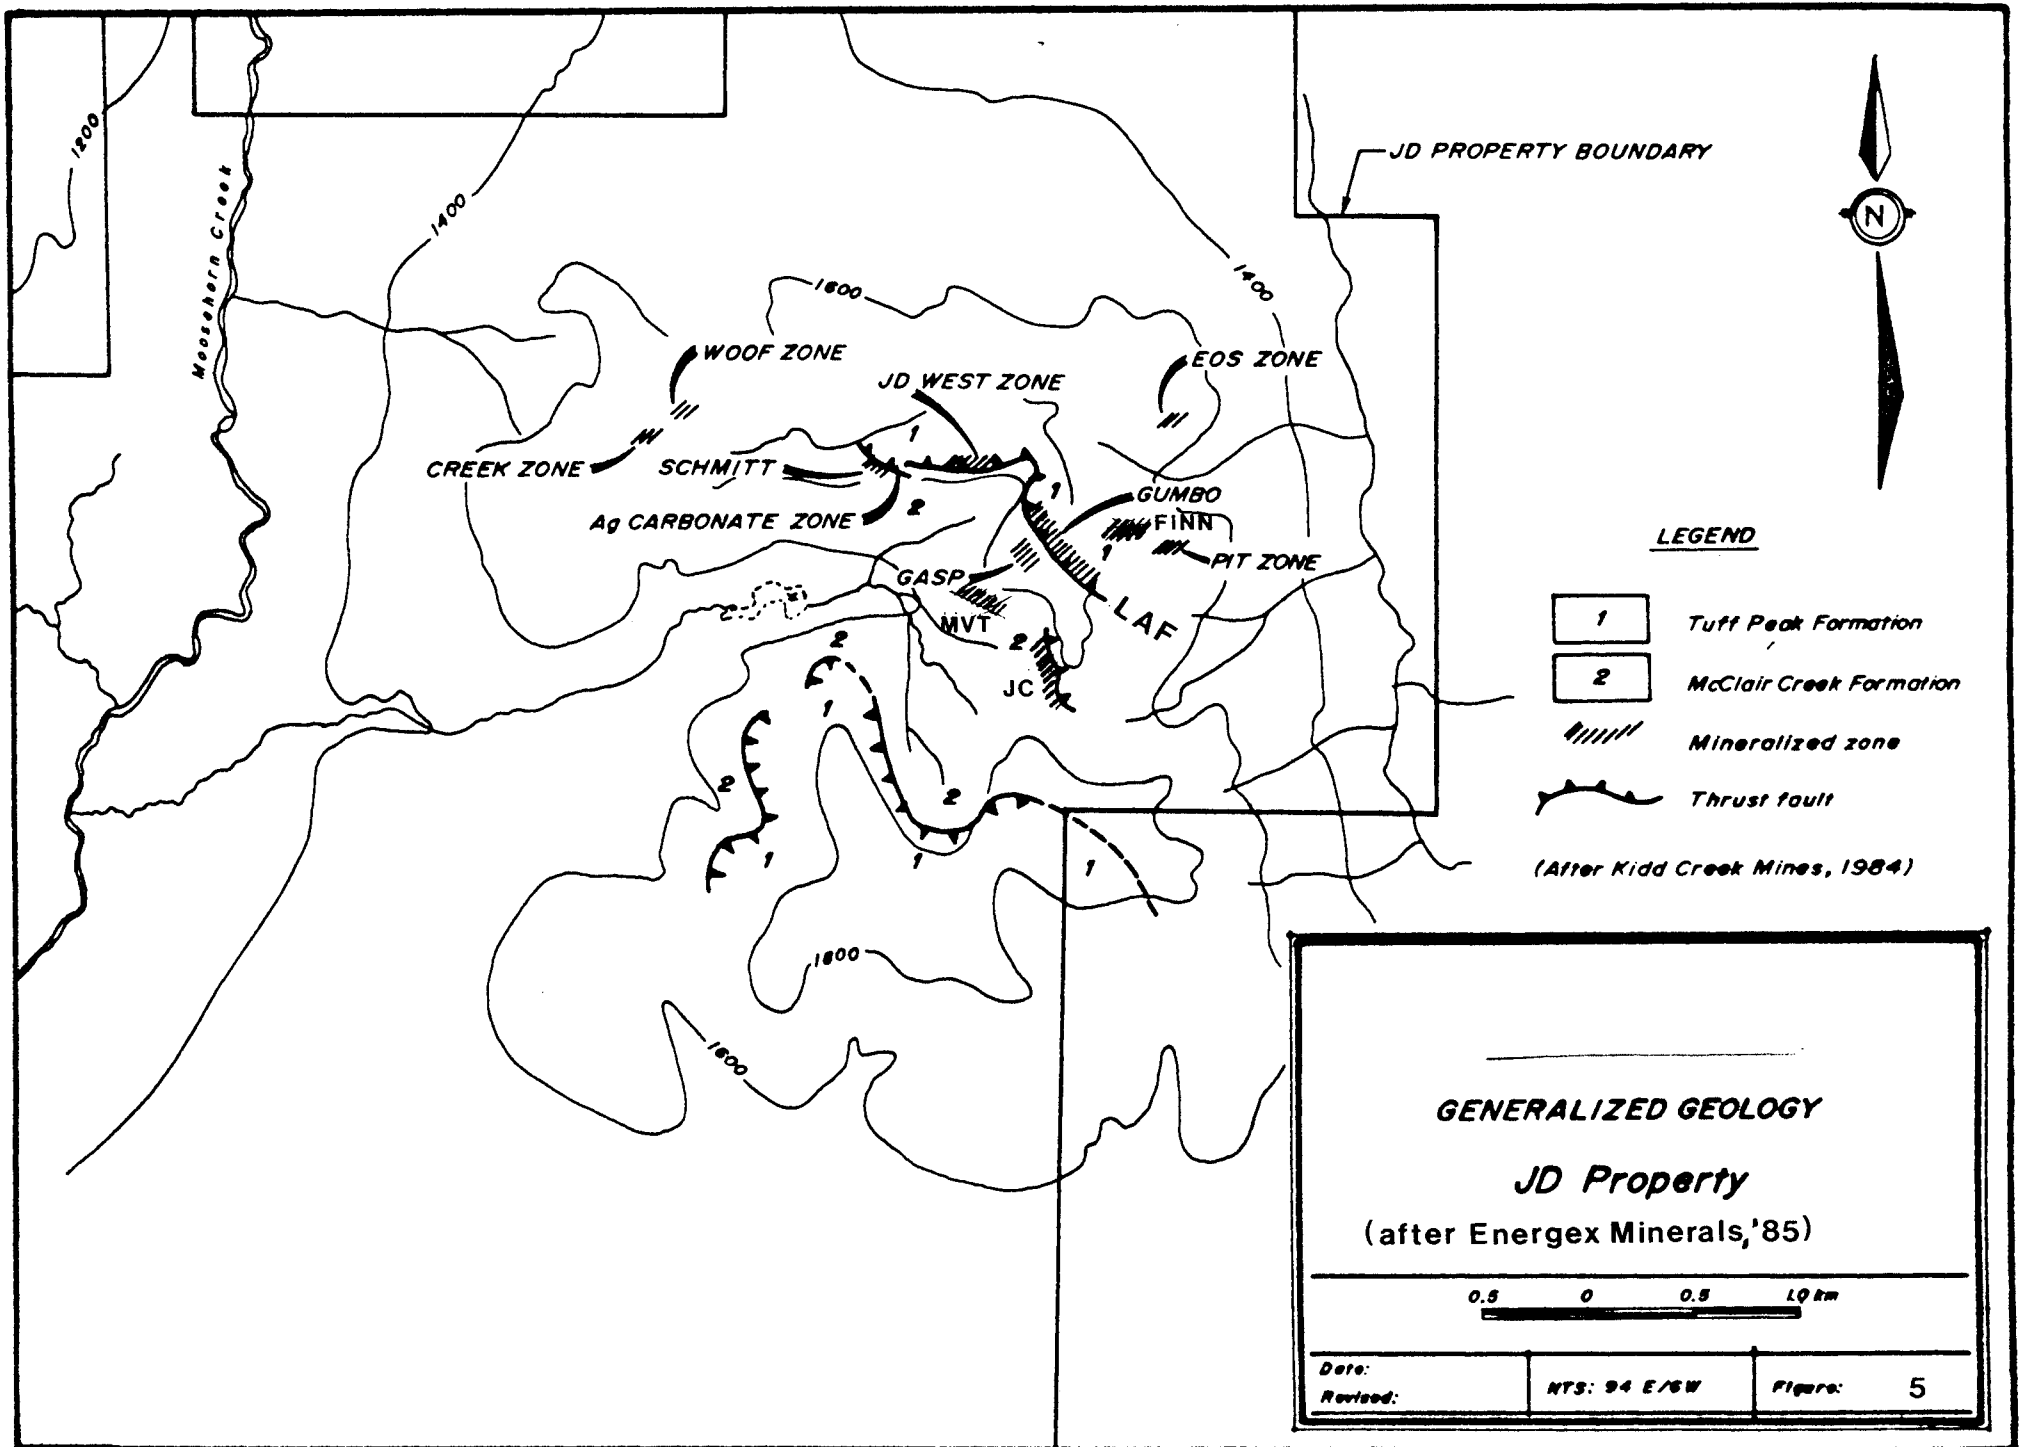 JD PROPERTY BOUNDARY
N
1200
Moosehorn Creek
1400
1400
1600
WOOF ZONE
EOS ZONE
JD WEST ZONE
1
CREEK ZONE
SCHMITT
1
GUMBO
2
Ag CARBONATE ZONE
FINN
1
PIT ZONE
GASP
LAF
MVT
2
2
JC
1
2
2
1
1
1
1800
1600
LEGEND
1 Tuff Peak Formation
2 McClair Creek Formation
Mineralized zone
Thrust fault
(After Kidd Creek Mines, 1984)
GENERALIZED GEOLOGY
JD Property
(after Energex Minerals,'85)
0.5 0 0.5 1.0 km
Date:
Revised:
NTS: 94 E/6W
Figure: 5